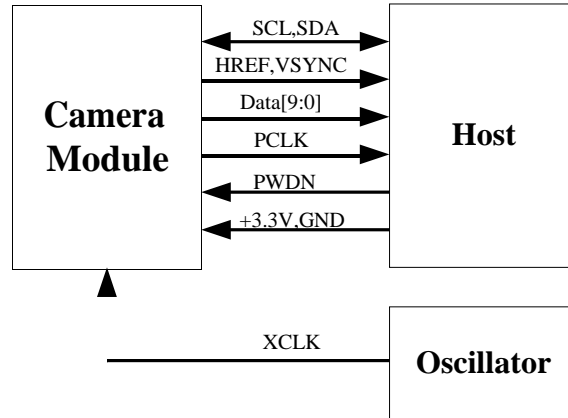 SCL,SDA
HREF,VSYNC
Data[9:0]
PCLK
PWDN
+3.3V,GND
Camera
Module
Host
XCLK
Oscillator